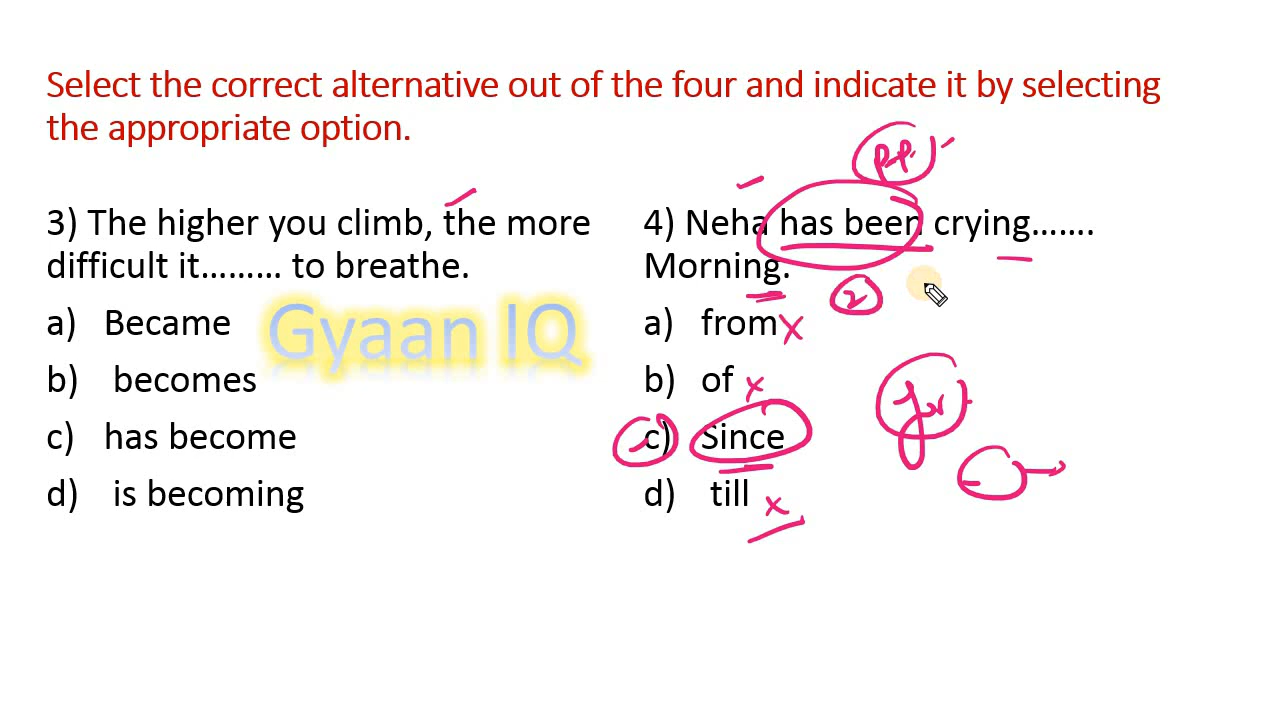 Select the correct alternative out of the four and indicate it by selecting
the appropriate option.
3) The higher you climb, the more
difficult it……… to breathe.
a) Became
b) becomes
c) has become
d) is becoming
Gyaan IQ
P.P.
4) Neha has been crying…….
Morning.
2
a) from x
b) of x
c) Since
d) till x
for